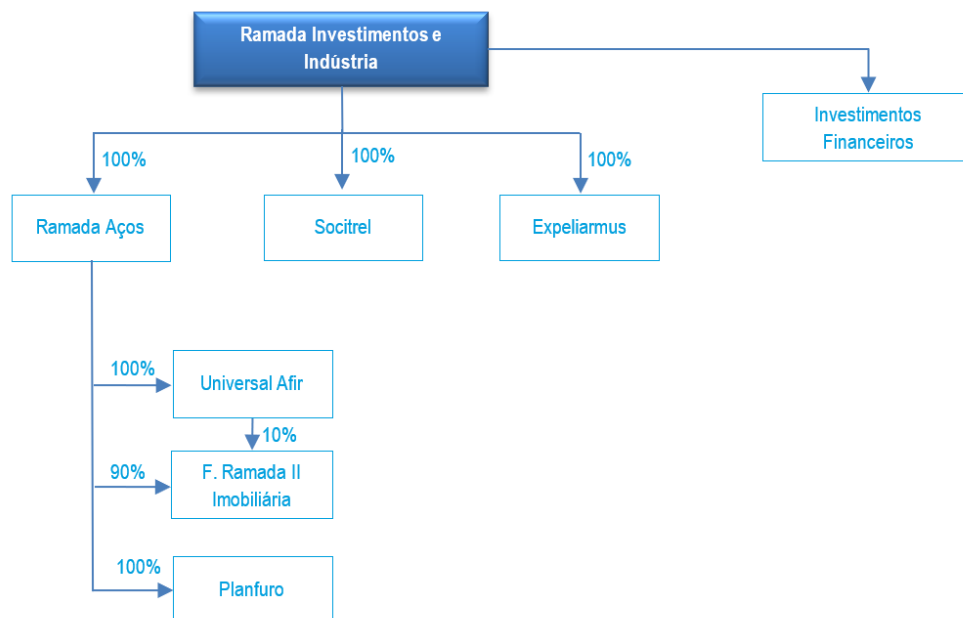 Ramada Investimentos e
Indústria
Investimentos
Financeiros
100%
100%
100%
Ramada Aços
Socitrel
Expeliarmus
100%
Universal Afir
10%
90%
F. Ramada II
Imobiliária
100%
Planfuro